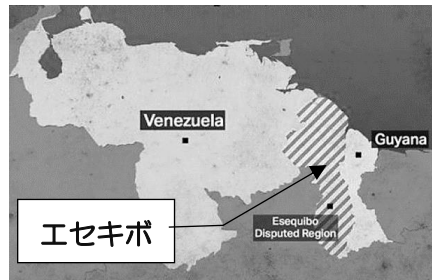 Venezuela
Guyana
エセキボ
Esequibo
Disputed Region